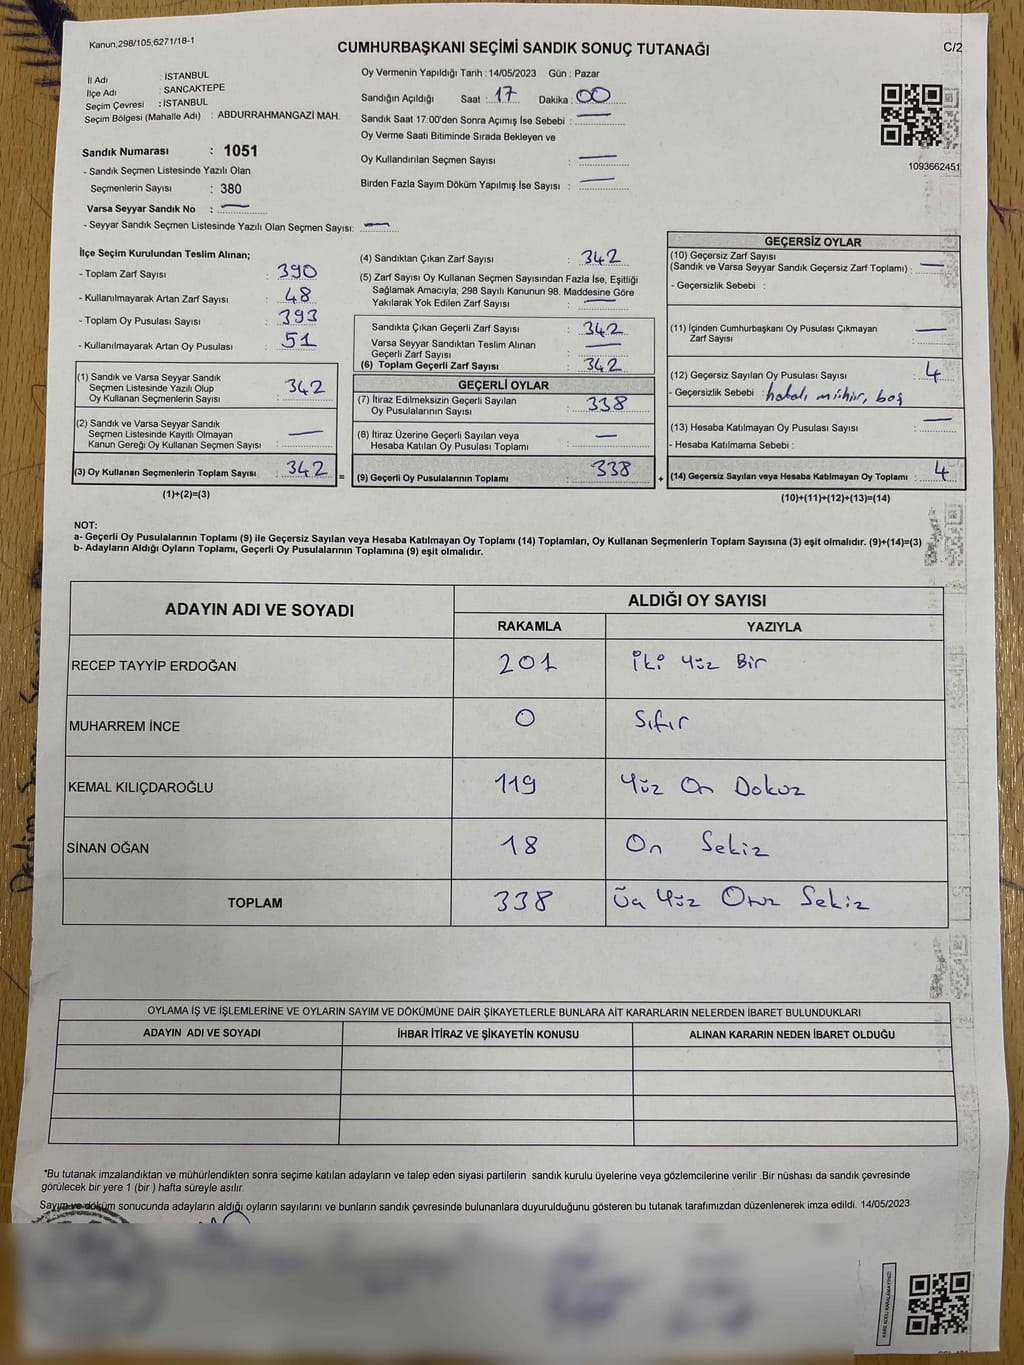 Kanun;298/105;6271/18-1
CUMHURBAŞKANI SEÇİMİ SANDIK SONUÇ TUTANAĞI
C/2
İl Adı : İSTANBUL
İlçe Adı : SANCAKTEPE
Seçim Çevresi : İSTANBUL
Seçim Bölgesi (Mahalle Adı) : ABDURRAHMANGAZİ MAH.
Sandık Numarası : 1051
- Sandık Seçmen Listesinde Yazılı Olan
Seçmenlerin Sayısı : 380
Varsa Seyyar Sandık No : —
- Seyyar Sandık Seçmen Listesinde Yazılı Olan Seçmen Sayısı: —
Oy Vermenin Yapıldığı Tarih : 14/05/2023 Gün : Pazar
Sandığın Açıldığı Saat : 17 Dakika : 00
Sandık Saat 17:00'den Sonra Açımış İse Sebebi : —
Oy Verme Saati Bitiminde Sırada Bekleyen ve
Oy Kullandırılan Seçmen Sayısı : —
Birden Fazla Sayım Döküm Yapılmış İse Sayısı : —
1093662451
İlçe Seçim Kurulundan Teslim Alınan;
- Toplam Zarf Sayısı : 390
- Kullanılmayarak Artan Zarf Sayısı : 48
- Toplam Oy Pusulası Sayısı : 393
- Kullanılmayarak Artan Oy Pusulası : 51
(1) Sandık ve Varsa Seyyar Sandık
Seçmen Listesinde Yazılı Olup
Oy Kullanan Seçmenlerin Sayısı : 342
(2) Sandık ve Varsa Seyyar Sandık
Seçmen Listesinde Kayıtlı Olmayan
Kanun Gereği Oy Kullanan Seçmen Sayısı : —
(3) Oy Kullanan Seçmenlerin Toplam Sayısı : 342 =
(1)+(2)=(3)
(4) Sandıktan Çıkan Zarf Sayısı : 342
(5) Zarf Sayısı Oy Kullanan Seçmen Sayısından Fazla İse, Eşitliği
Sağlamak Amacıyla; 298 Sayılı Kanunun 98. Maddesine Göre
Yakılarak Yok Edilen Zarf Sayısı : —
Sandıkta Çıkan Geçerli Zarf Sayısı : 342
Varsa Seyyar Sandıktan Teslim Alınan
Geçerli Zarf Sayısı : —
(6) Toplam Geçerli Zarf Sayısı : 342
GEÇERLİ OYLAR
(7) İtiraz Edilmeksizin Geçerli Sayılan
Oy Pusulalarının Sayısı : 338
(8) İtiraz Üzerine Geçerli Sayılan veya
Hesaba Katılan Oy Pusulası Toplamı : —
(9) Geçerli Oy Pusulalarının Toplamı : 338 +
GEÇERSİZ OYLAR
(10) Geçersiz Zarf Sayısı
(Sandık ve Varsa Seyyar Sandık Geçersiz Zarf Toplamı) : —
- Geçersizlik Sebebi :
(11) İçinden Cumhurbaşkanı Oy Pusulası Çıkmayan
Zarf Sayısı : —
(12) Geçersiz Sayılan Oy Pusulası Sayısı : 4
- Geçersizlik Sebebi : hatalı mühür, boş
(13) Hesaba Katılmayan Oy Pusulası Sayısı : —
- Hesaba Katılmama Sebebi :
(14) Geçersiz Sayılan veya Hesaba Katılmayan Oy Toplamı : 4
(10)+(11)+(12)+(13)=(14)
NOT:
a- Geçerli Oy Pusulalarının Toplamı (9) ile Geçersiz Sayılan veya Hesaba Katılmayan Oy Toplamı (14) Toplamları, Oy Kullanan Seçmenlerin Toplam Sayısına (3) eşit olmalıdır. (9)+(14)=(3)
b- Adayların Aldığı Oyların Toplamı, Geçerli Oy Pusulalarının Toplamına (9) eşit olmalıdır.
ADAYIN ADI VE SOYADI ALDIĞI OY SAYISI
RAKAMLA YAZIYLA
RECEP TAYYİP ERDOĞAN 201 İki Yüz Bir
MUHARREM İNCE 0 Sıfır
KEMAL KILIÇDAROĞLU 119 Yüz On Dokuz
SİNAN OĞAN 18 On Sekiz
TOPLAM 338 Üç Yüz Otuz Sekiz
OYLAMA İŞ VE İŞLEMLERİNE VE OYLARIN SAYIM VE DÖKÜMÜNE DAİR ŞİKAYETLERLE BUNLARA AİT KARARLARIN NELERDEN İBARET BULUNDUKLARI
ADAYIN ADI VE SOYADI İHBAR İTİRAZ VE ŞİKAYETİN KONUSU ALINAN KARARIN NEDEN İBARET OLDUĞU
"Bu tutanak imzalandıktan ve mühürlendikten sonra seçime katılan adayların ve talep eden siyasi partilerin sandık kurulu üyelerine veya gözlemcilerine verilir .Bir nüshası da sandık çevresinde
görülecek bir yere 1 (bir ) hafta süreyle asılır.
Sayım ve döküm sonucunda adayların aldığı oyların sayılarını ve bunların sandık çevresinde bulunanlara duyurulduğunu gösteren bu tutanak tarafımızdan düzenlenerek imza edildi. 14/05/2023